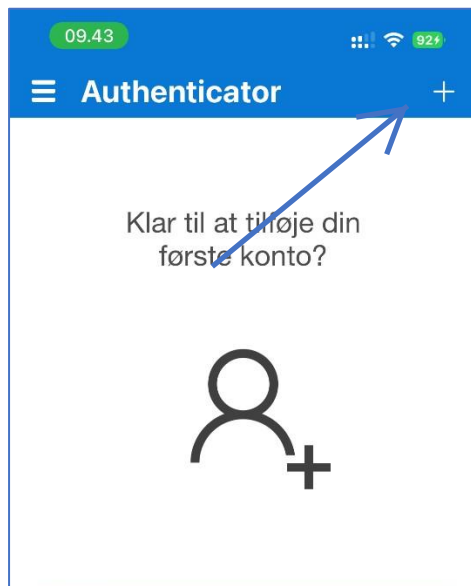 09.43
92
Authenticator
Klar til at tilføje din
første konto?